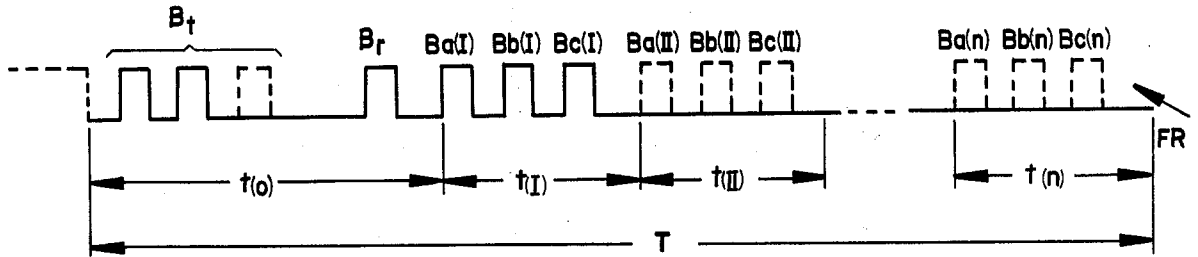 Bt
Br Ba(I) Bb(I) Bc(I) Ba(II) Bb(II) Bc(II) Ba(n) Bb(n) Bc(n)
FR
t(o) t(I) t(II) t(n)
T